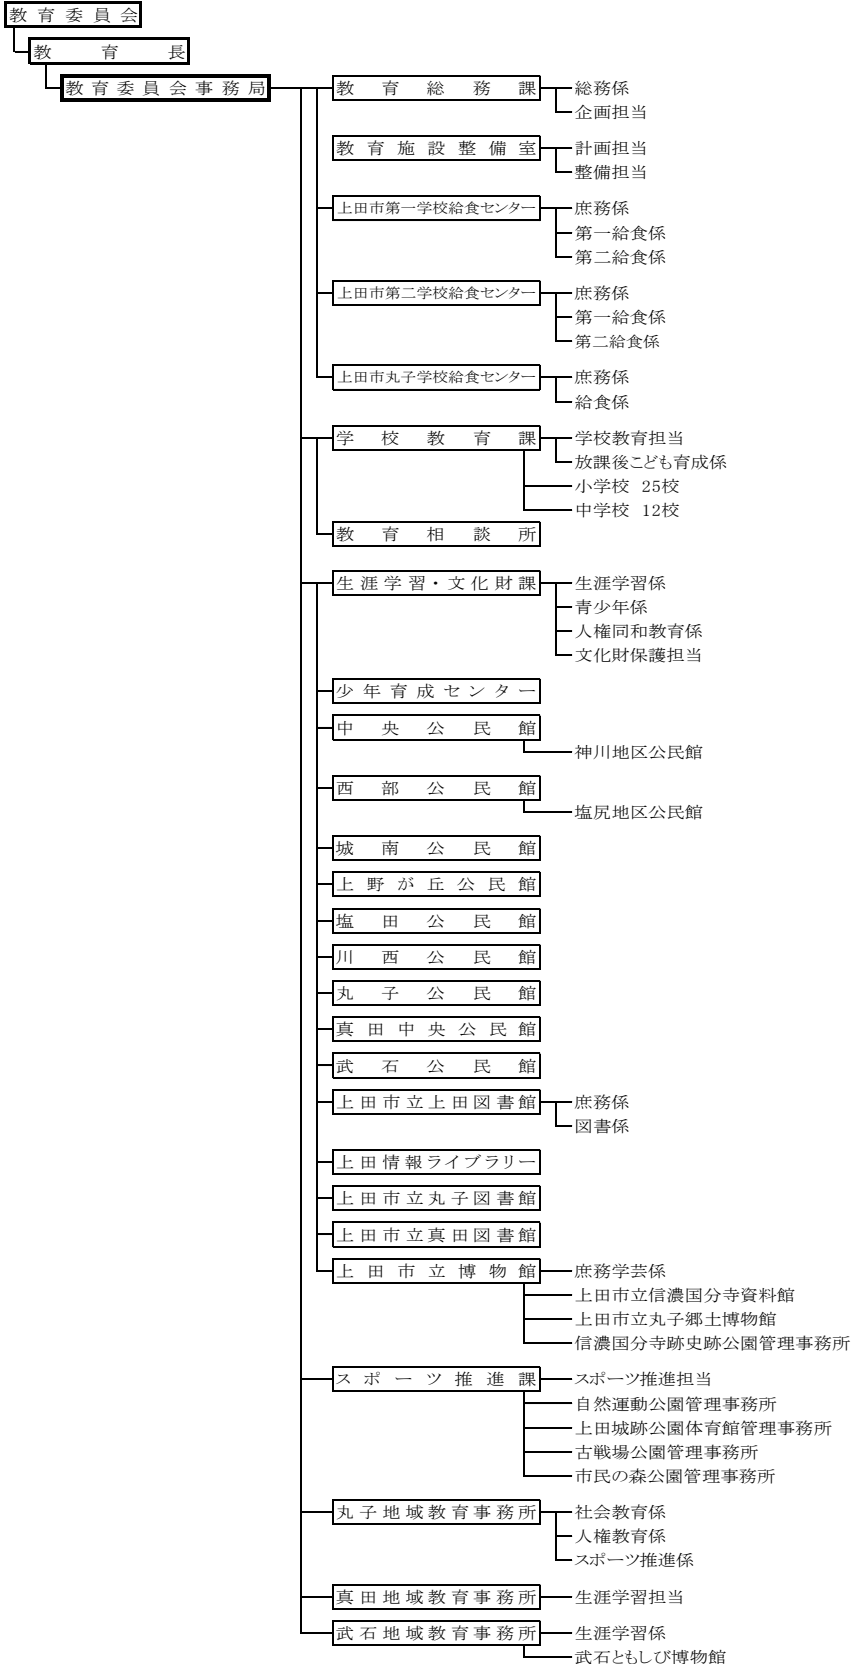 教育委員会
教育長
教育委員会事務局
教育総務課 総務係
企画担当
教育施設整備室 計画担当
整備担当
上田市第一学校給食センター 庶務係
第一給食係
第二給食係
上田市第二学校給食センター 庶務係
第一給食係
第二給食係
上田市丸子学校給食センター 庶務係
給食係
学校教育課 学校教育担当
放課後こども育成係
小学校 25校
中学校 12校
教育相談所
生涯学習・文化財課 生涯学習係
青少年係
人権同和教育係
文化財保護担当
少年育成センター
中央公民館
神川地区公民館
西部公民館
塩尻地区公民館
城南公民館
上野が丘公民館
塩田公民館
川西公民館
丸子公民館
真田中央公民館
武石公民館
上田市立上田図書館 庶務係
図書係
上田情報ライブラリー
上田市立丸子図書館
上田市立真田図書館
上田市立博物館 庶務学芸係
上田市立信濃国分寺資料館
上田市立丸子郷土博物館
信濃国分寺跡史跡公園管理事務所
スポーツ推進課 スポーツ推進担当
自然運動公園管理事務所
上田城跡公園体育館管理事務所
古戦場公園管理事務所
市民の森公園管理事務所
丸子地域教育事務所 社会教育係
人権教育係
スポーツ推進係
真田地域教育事務所 生涯学習担当
武石地域教育事務所 生涯学習係
武石ともしび博物館